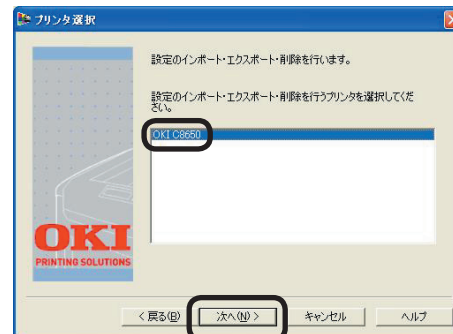 プリンタ選択
設定のインポート・エクスポート・削除を行います。
設定のインポート・エクスポート・削除を行うプリンタを選択してくだ
さい。
OKI C8650
OKI
PRINTING SOLUTIONS
< 戻る(B)
次へ(N) >
キャンセル
ヘルプ